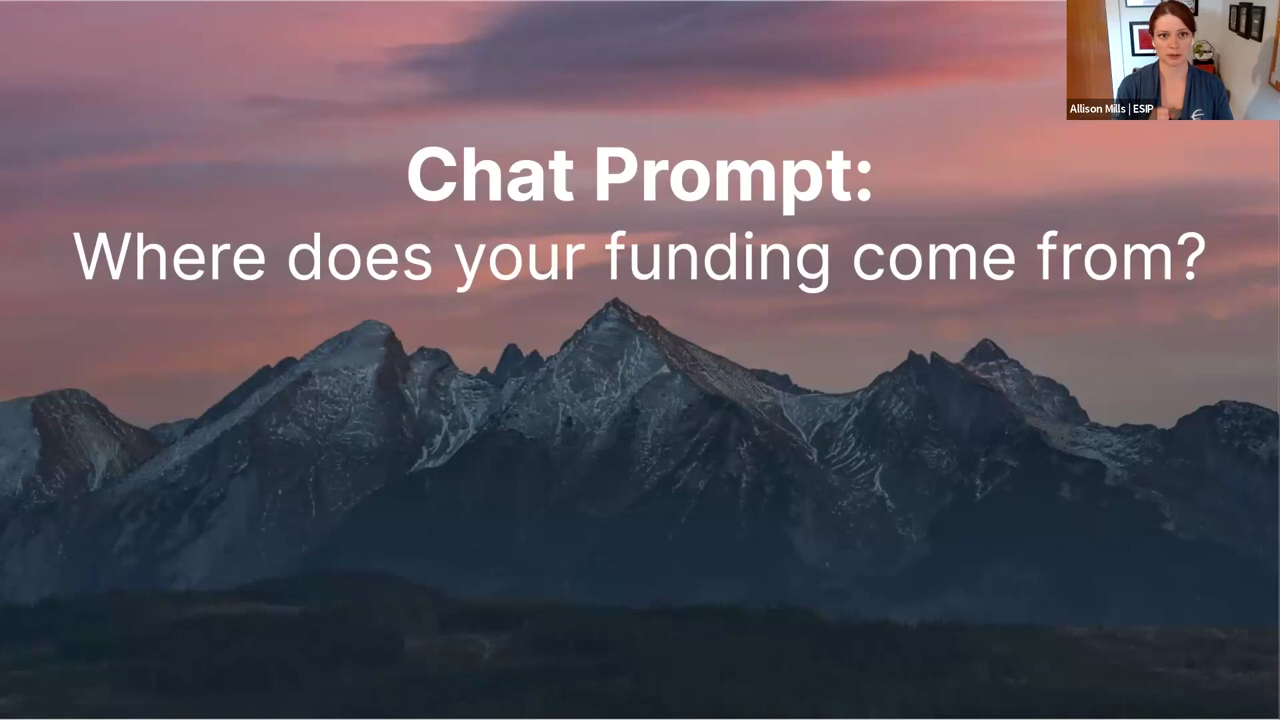 Allison Mills | ESIP
Chat Prompt:
Where does your funding come from?